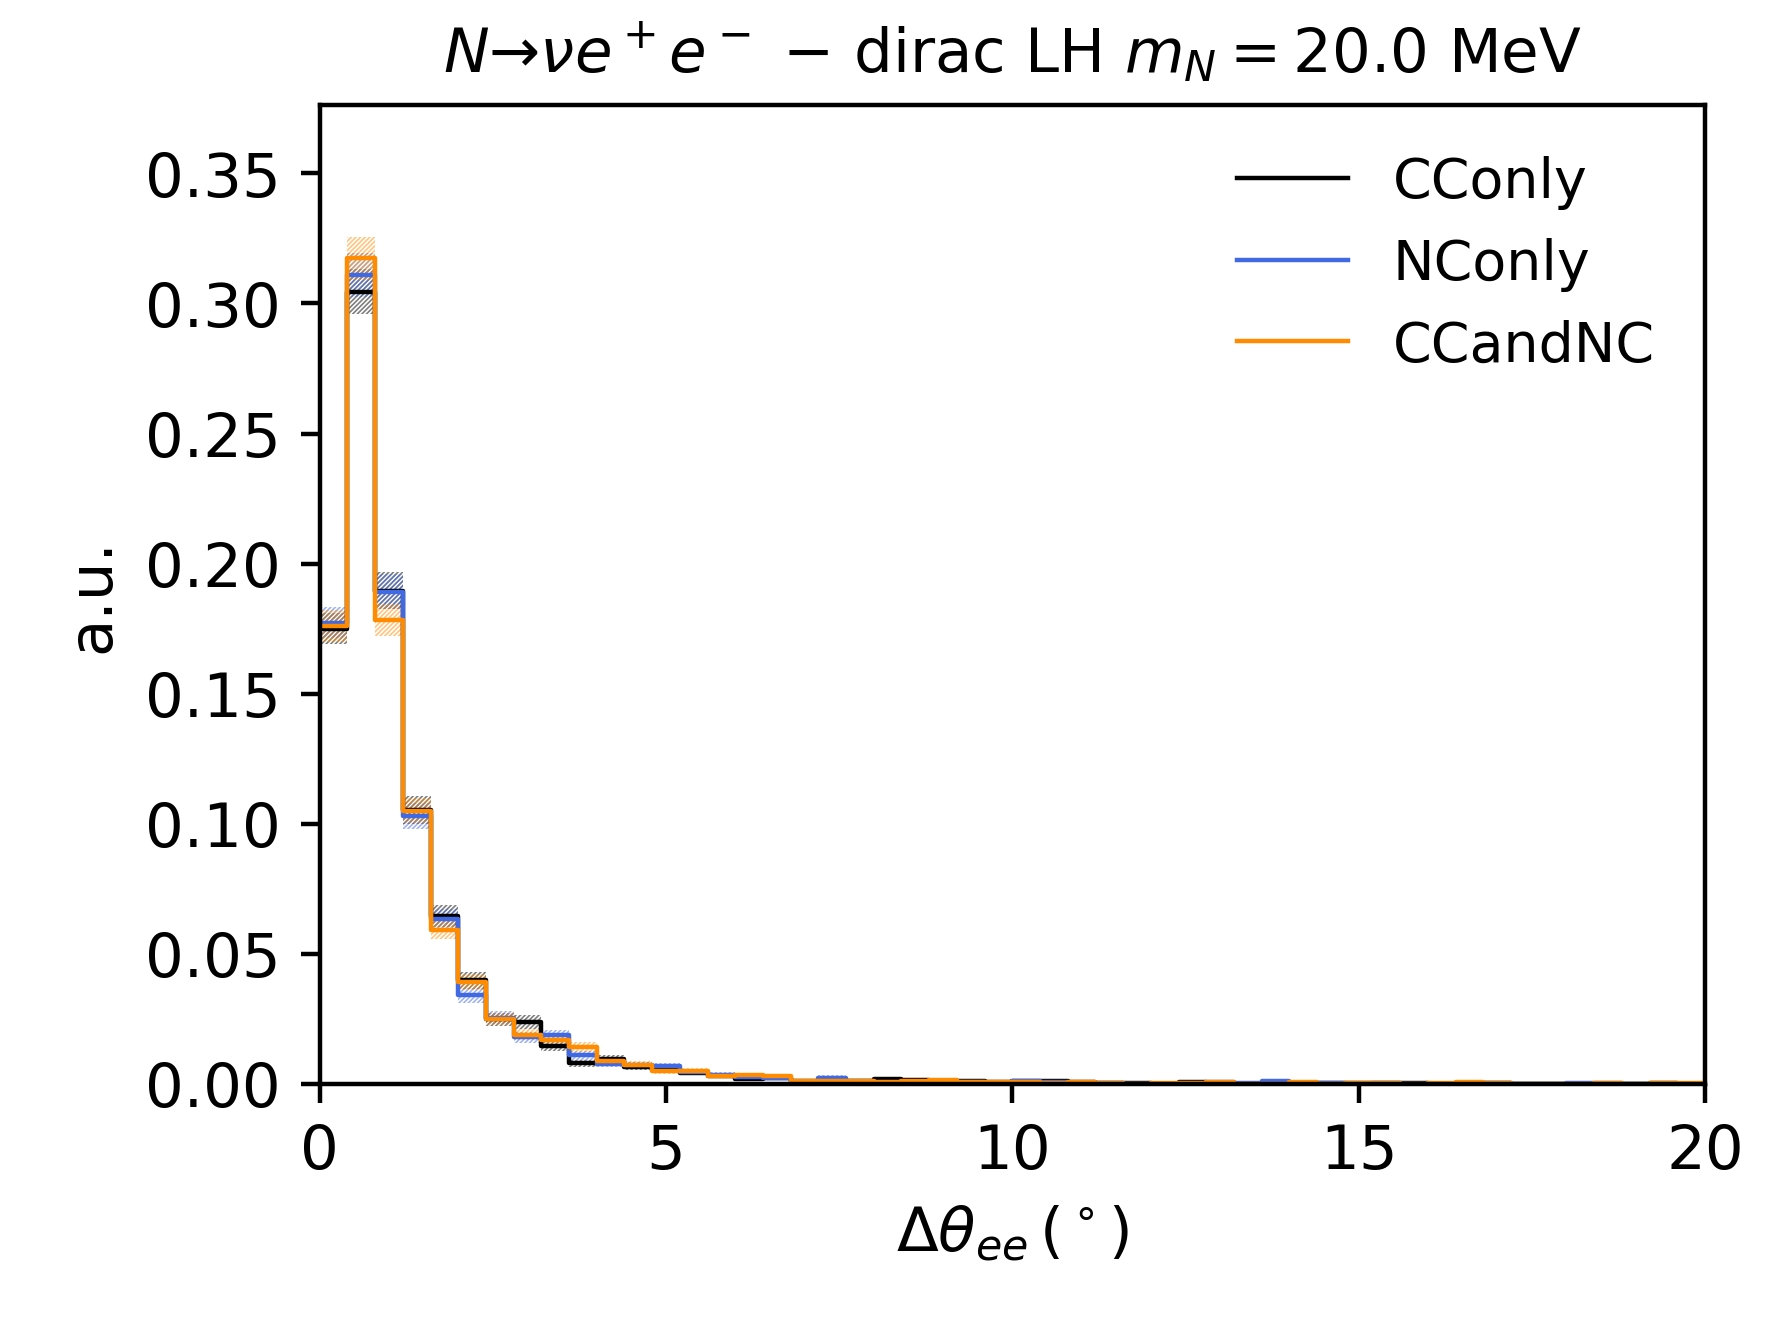 N→νe⁺e⁻ − dirac LH m_N = 20.0 MeV
CConly
NConly
CCandNC
a.u.
0.35
0.30
0.25
0.20
0.15
0.10
0.05
0.00
0 5 10 15 20
Δθ_ee (°)